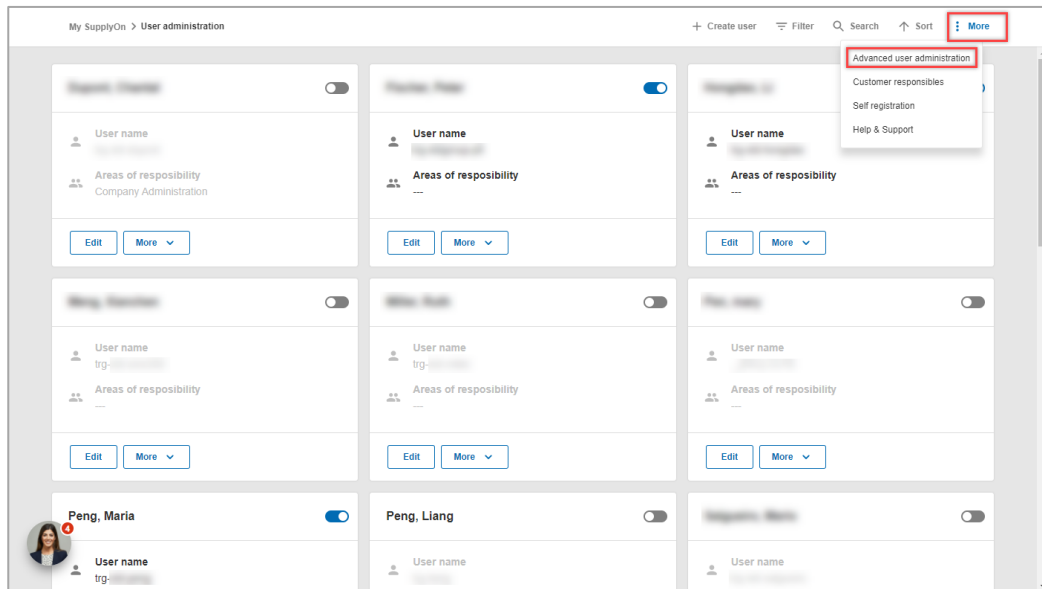 My SupplyOn > User administration
+ Create user Filter Search Sort More
Advanced user administration
Customer responsibles
Self registration
Help & Support
User name
Areas of resposibility
Company Administration
Edit More
User name
Areas of resposibility
---
Edit More
User name
Areas of resposibility
---
Edit More
User name
trg-
Areas of resposibility
---
Edit More
User name
trg-
Areas of resposibility
---
Edit More
User name
Areas of resposibility
---
Edit More
Peng, Maria
User name
trg-
Peng, Liang
User name
User name
4